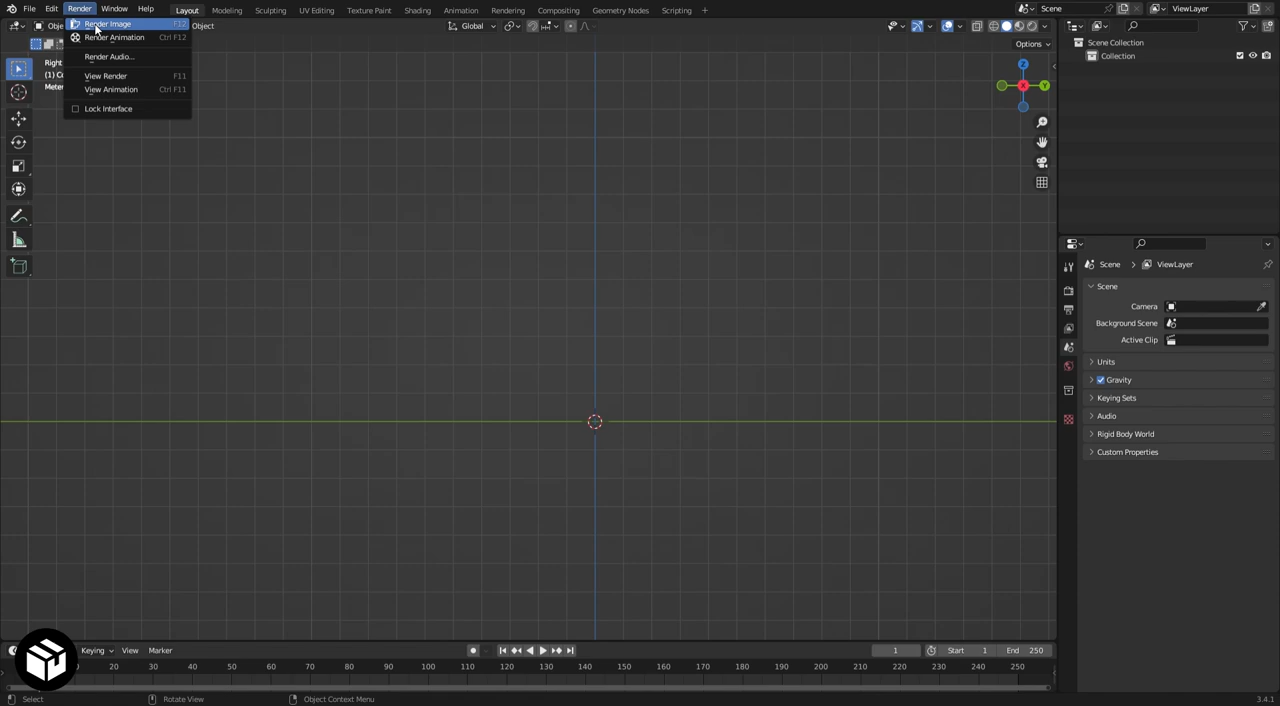 File Edit Render Window Help Layout Modeling Sculpting UV Editing Texture Paint Shading Animation Rendering Compositing Geometry Nodes Scripting + Scene ViewLayer
Render Image F12
Render Animation Ctrl F12
Render Audio...
View Render F11
View Animation Ctrl F11
Lock Interface
Object
Global
Options
Right
(1) Co
Meter
X
Y
Z
Scene Collection
Collection
Scene > ViewLayer
Scene
Camera
Background Scene
Active Clip
Units
Gravity
Keying Sets
Audio
Rigid Body World
Custom Properties
Keying View Marker
1 Start 1 End 250
10 20 30 40 50 60 70 80 90 100 110 120 130 140 150 160 170 180 190 200 210 220 230 240 250
Select Rotate View Object Context Menu 3.4.1